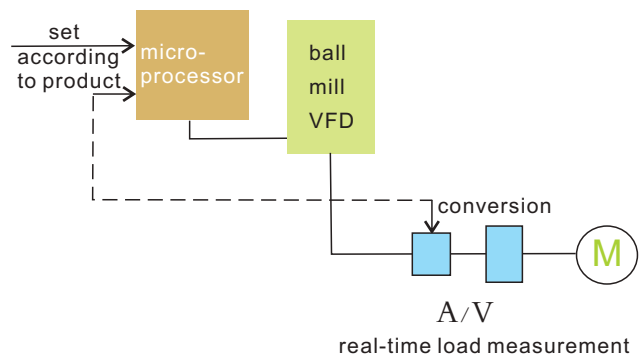 set
according
to product
micro-
processor
ball
mill
VFD
conversion
M
A/V
real-time load measurement